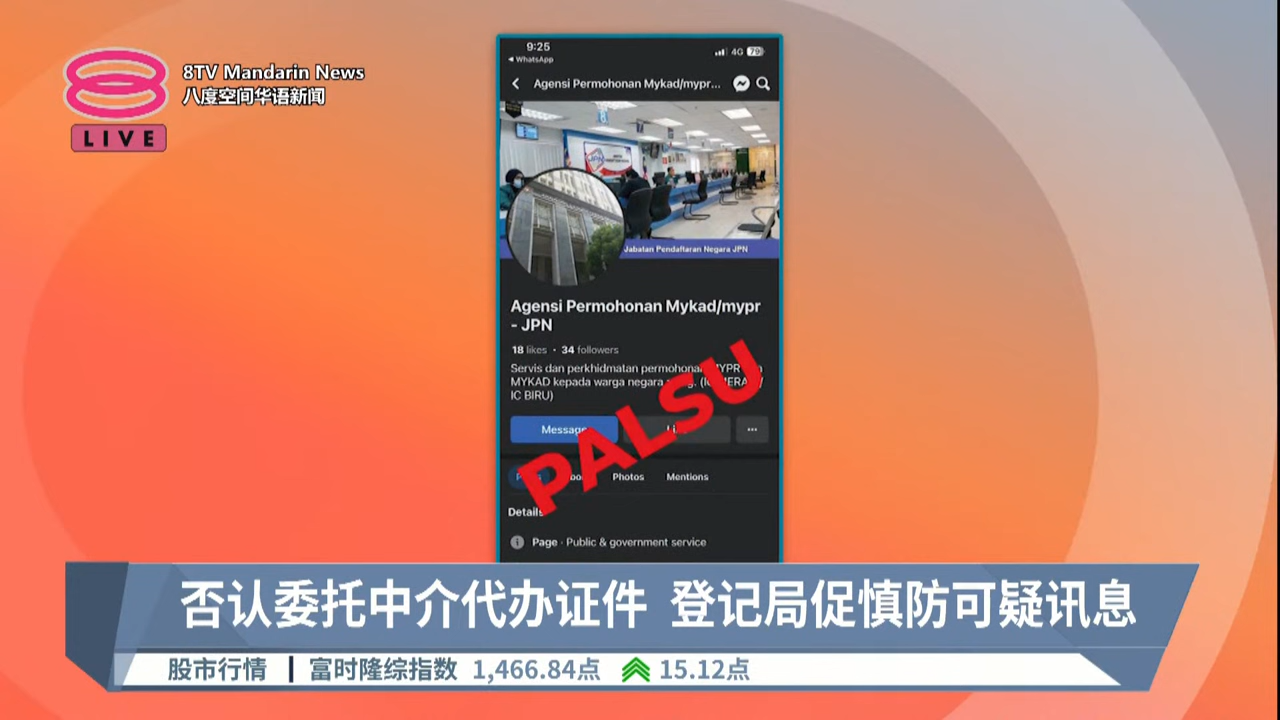 8TV Mandarin News
八度空间华语新闻
LIVE
9:25
4G 79
WhatsApp
Agensi Permohonan Mykad/mypr...
JPN
Jabatan Pendaftaran Negara JPN
Agensi Permohonan Mykad/mypr
- JPN
18 likes · 34 followers
Servis dan perkhidmatan permohonan
MYKAD kepada warga negara
IC BIRU)
PALSU
Message
...
Photos
Mentions
Details
Page · Public & government service
否认委托中介代办证件 登记局促慎防可疑讯息
股市行情 | 富时隆综指数 1,466.84点 15.12点